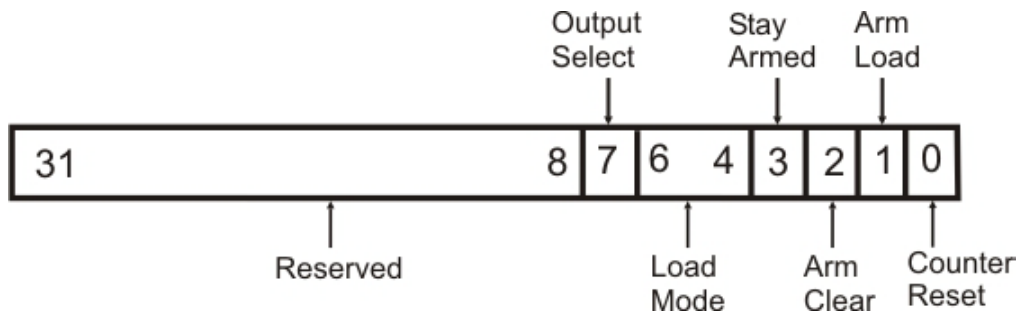 Output
Select
Stay
Armed
Arm
Load
31 8 7 6 4 3 2 1 0
Reserved
Load
Mode
Arm
Clear
Counter
Reset